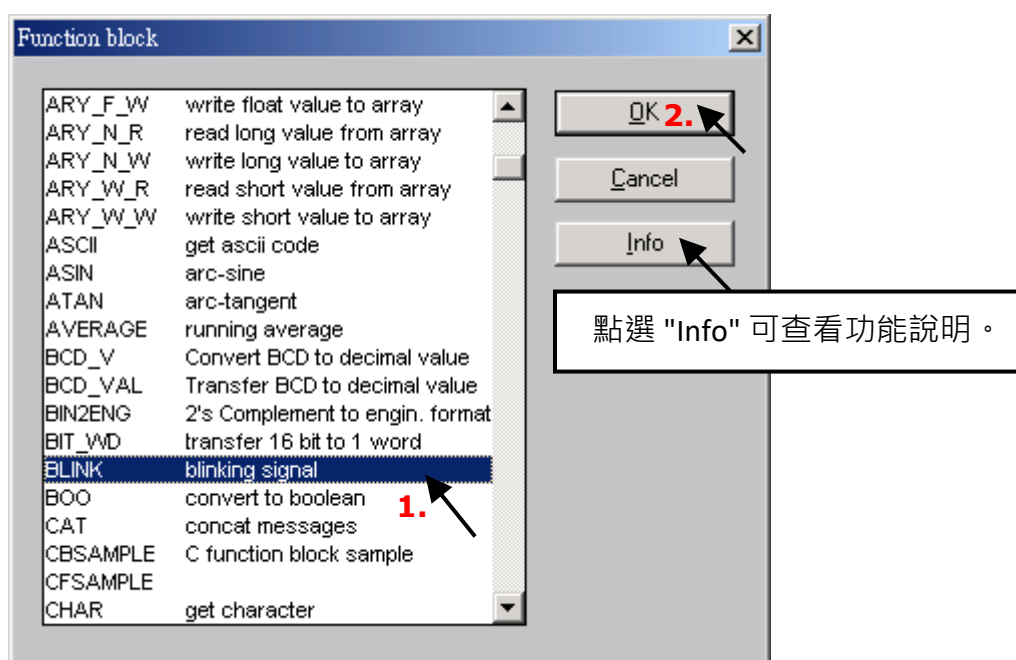 Function block
ARY_F_W write float value to array
ARY_N_R read long value from array
ARY_N_W write long value to array
ARY_W_R read short value from array
ARY_W_W write short value to array
ASCII get ascii code
ASIN arc-sine
ATAN arc-tangent
AVERAGE running average
BCD_V Convert BCD to decimal value
BCD_VAL Transfer BCD to decimal value
BIN2ENG 2's Complement to engin. format
BIT_WD transfer 16 bit to 1 word
BLINK blinking signal
BOO convert to boolean
1.
CAT concat messages
CBSAMPLE C function block sample
CFSAMPLE
CHAR get character
OK 2.
Cancel
Info
點選 "Info" 可查看功能說明。